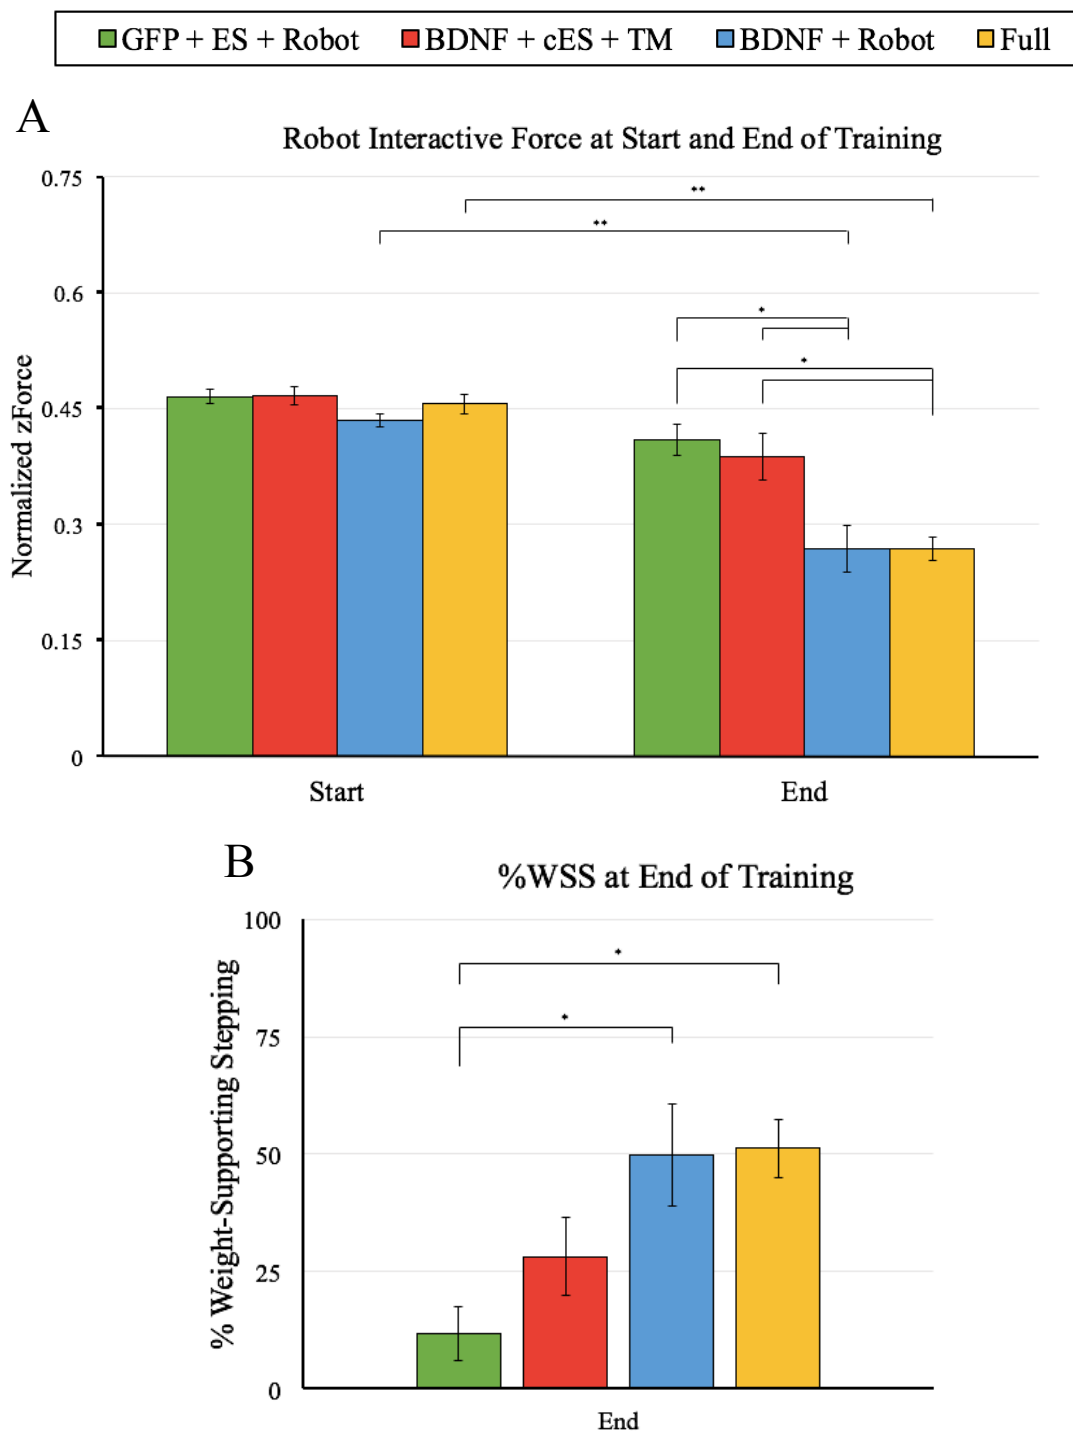 GFP + ES + Robot BDNF + cES + TM BDNF + Robot Full
A
Robot Interactive Force at Start and End of Training
Normalized zForce
0.75
0.6
0.45
0.3
0.15
0
**
**
*
*
Start End
B
%WSS at End of Training
% Weight-Supporting Stepping
100
75
50
25
0
*
*
End